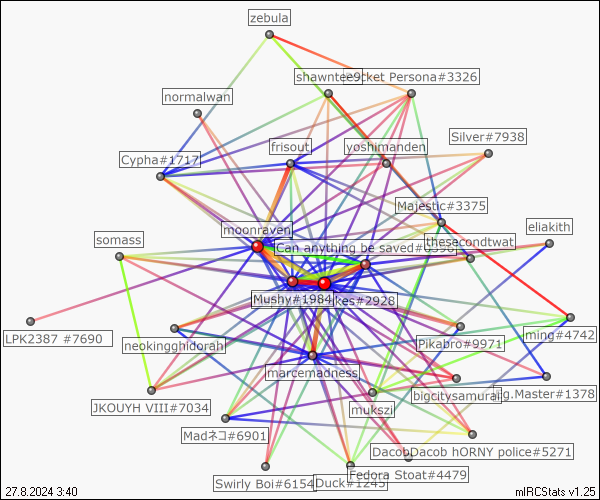 zebula
shawntee9cket Persona#3326
normalwan
Silver#7938
frisout
yoshimanden
Cypha#1717
Majestic#3375
moonraven
eliakith
somass
Can anything be saved#
thesecondtwat
Mushy#1984
kes#2928
LPK2387 #7690
neokingghidorah
Pikabro#9971
ming#4742
marcemadness
bigcitysamurai
g.Master#1378
JKOUYH VIII#7034
mukszi
Madネコ#6901
DacobDacob hORNY police#5271
Fedora Stoat#4479
Swirly Boi#6154
Duck#1245
27.8.2024 3:40
mIRCStats v1.25